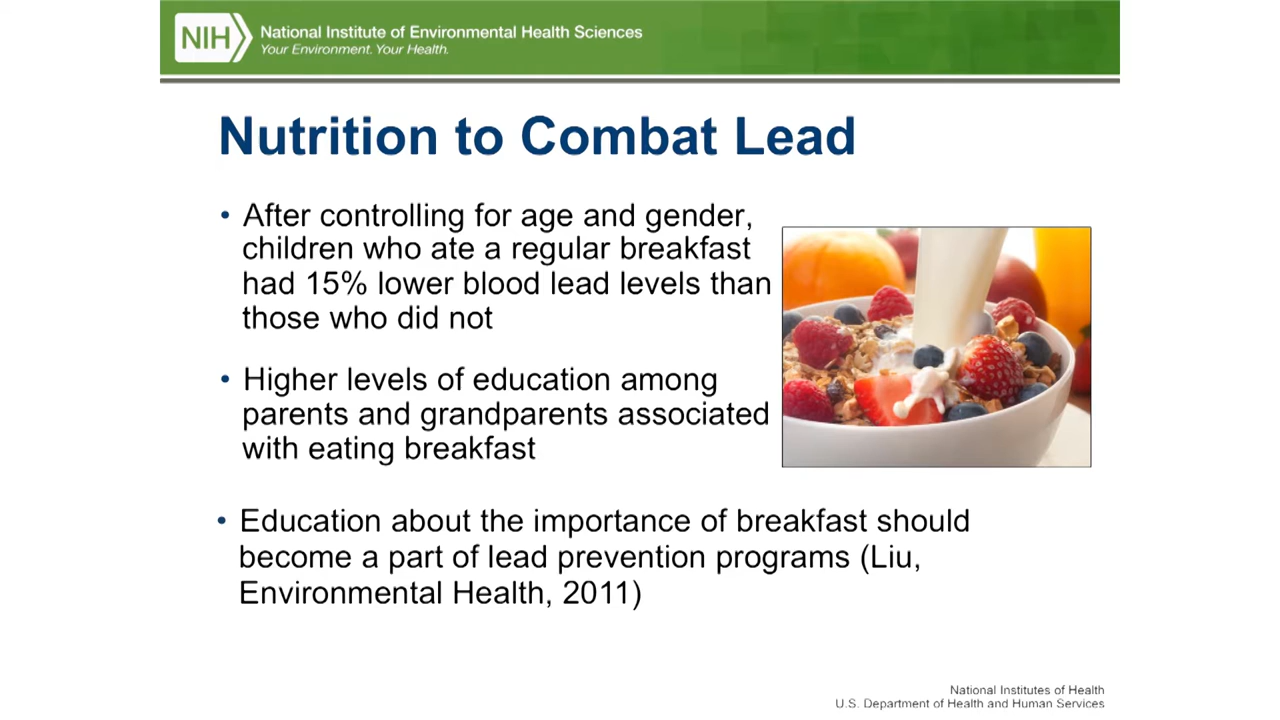 NIH
National Institute of Environmental Health Sciences
Your Environment. Your Health.
Nutrition to Combat Lead
• After controlling for age and gender,
children who ate a regular breakfast
had 15% lower blood lead levels than
those who did not
• Higher levels of education among
parents and grandparents associated
with eating breakfast
• Education about the importance of breakfast should
become a part of lead prevention programs (Liu,
Environmental Health, 2011)
National Institutes of Health
U.S. Department of Health and Human Services